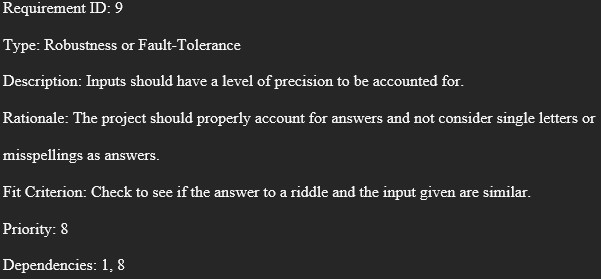 Requirement ID: 9
Type: Robustness or Fault-Tolerance
Description: Inputs should have a level of precision to be accounted for.
Rationale: The project should properly account for answers and not consider single letters or
misspellings as answers.
Fit Criterion: Check to see if the answer to a riddle and the input given are similar.
Priority: 8
Dependencies: 1, 8